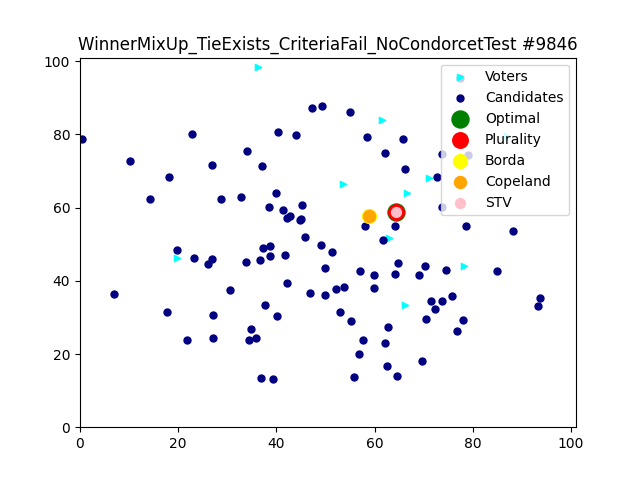 WinnerMixUp_TieExists_CriteriaFail_NoCondorcetTest #9846
100
80
60
40
20
0
0
20
40
60
80
100
Voters
Candidates
Optimal
Plurality
Borda
Copeland
STV